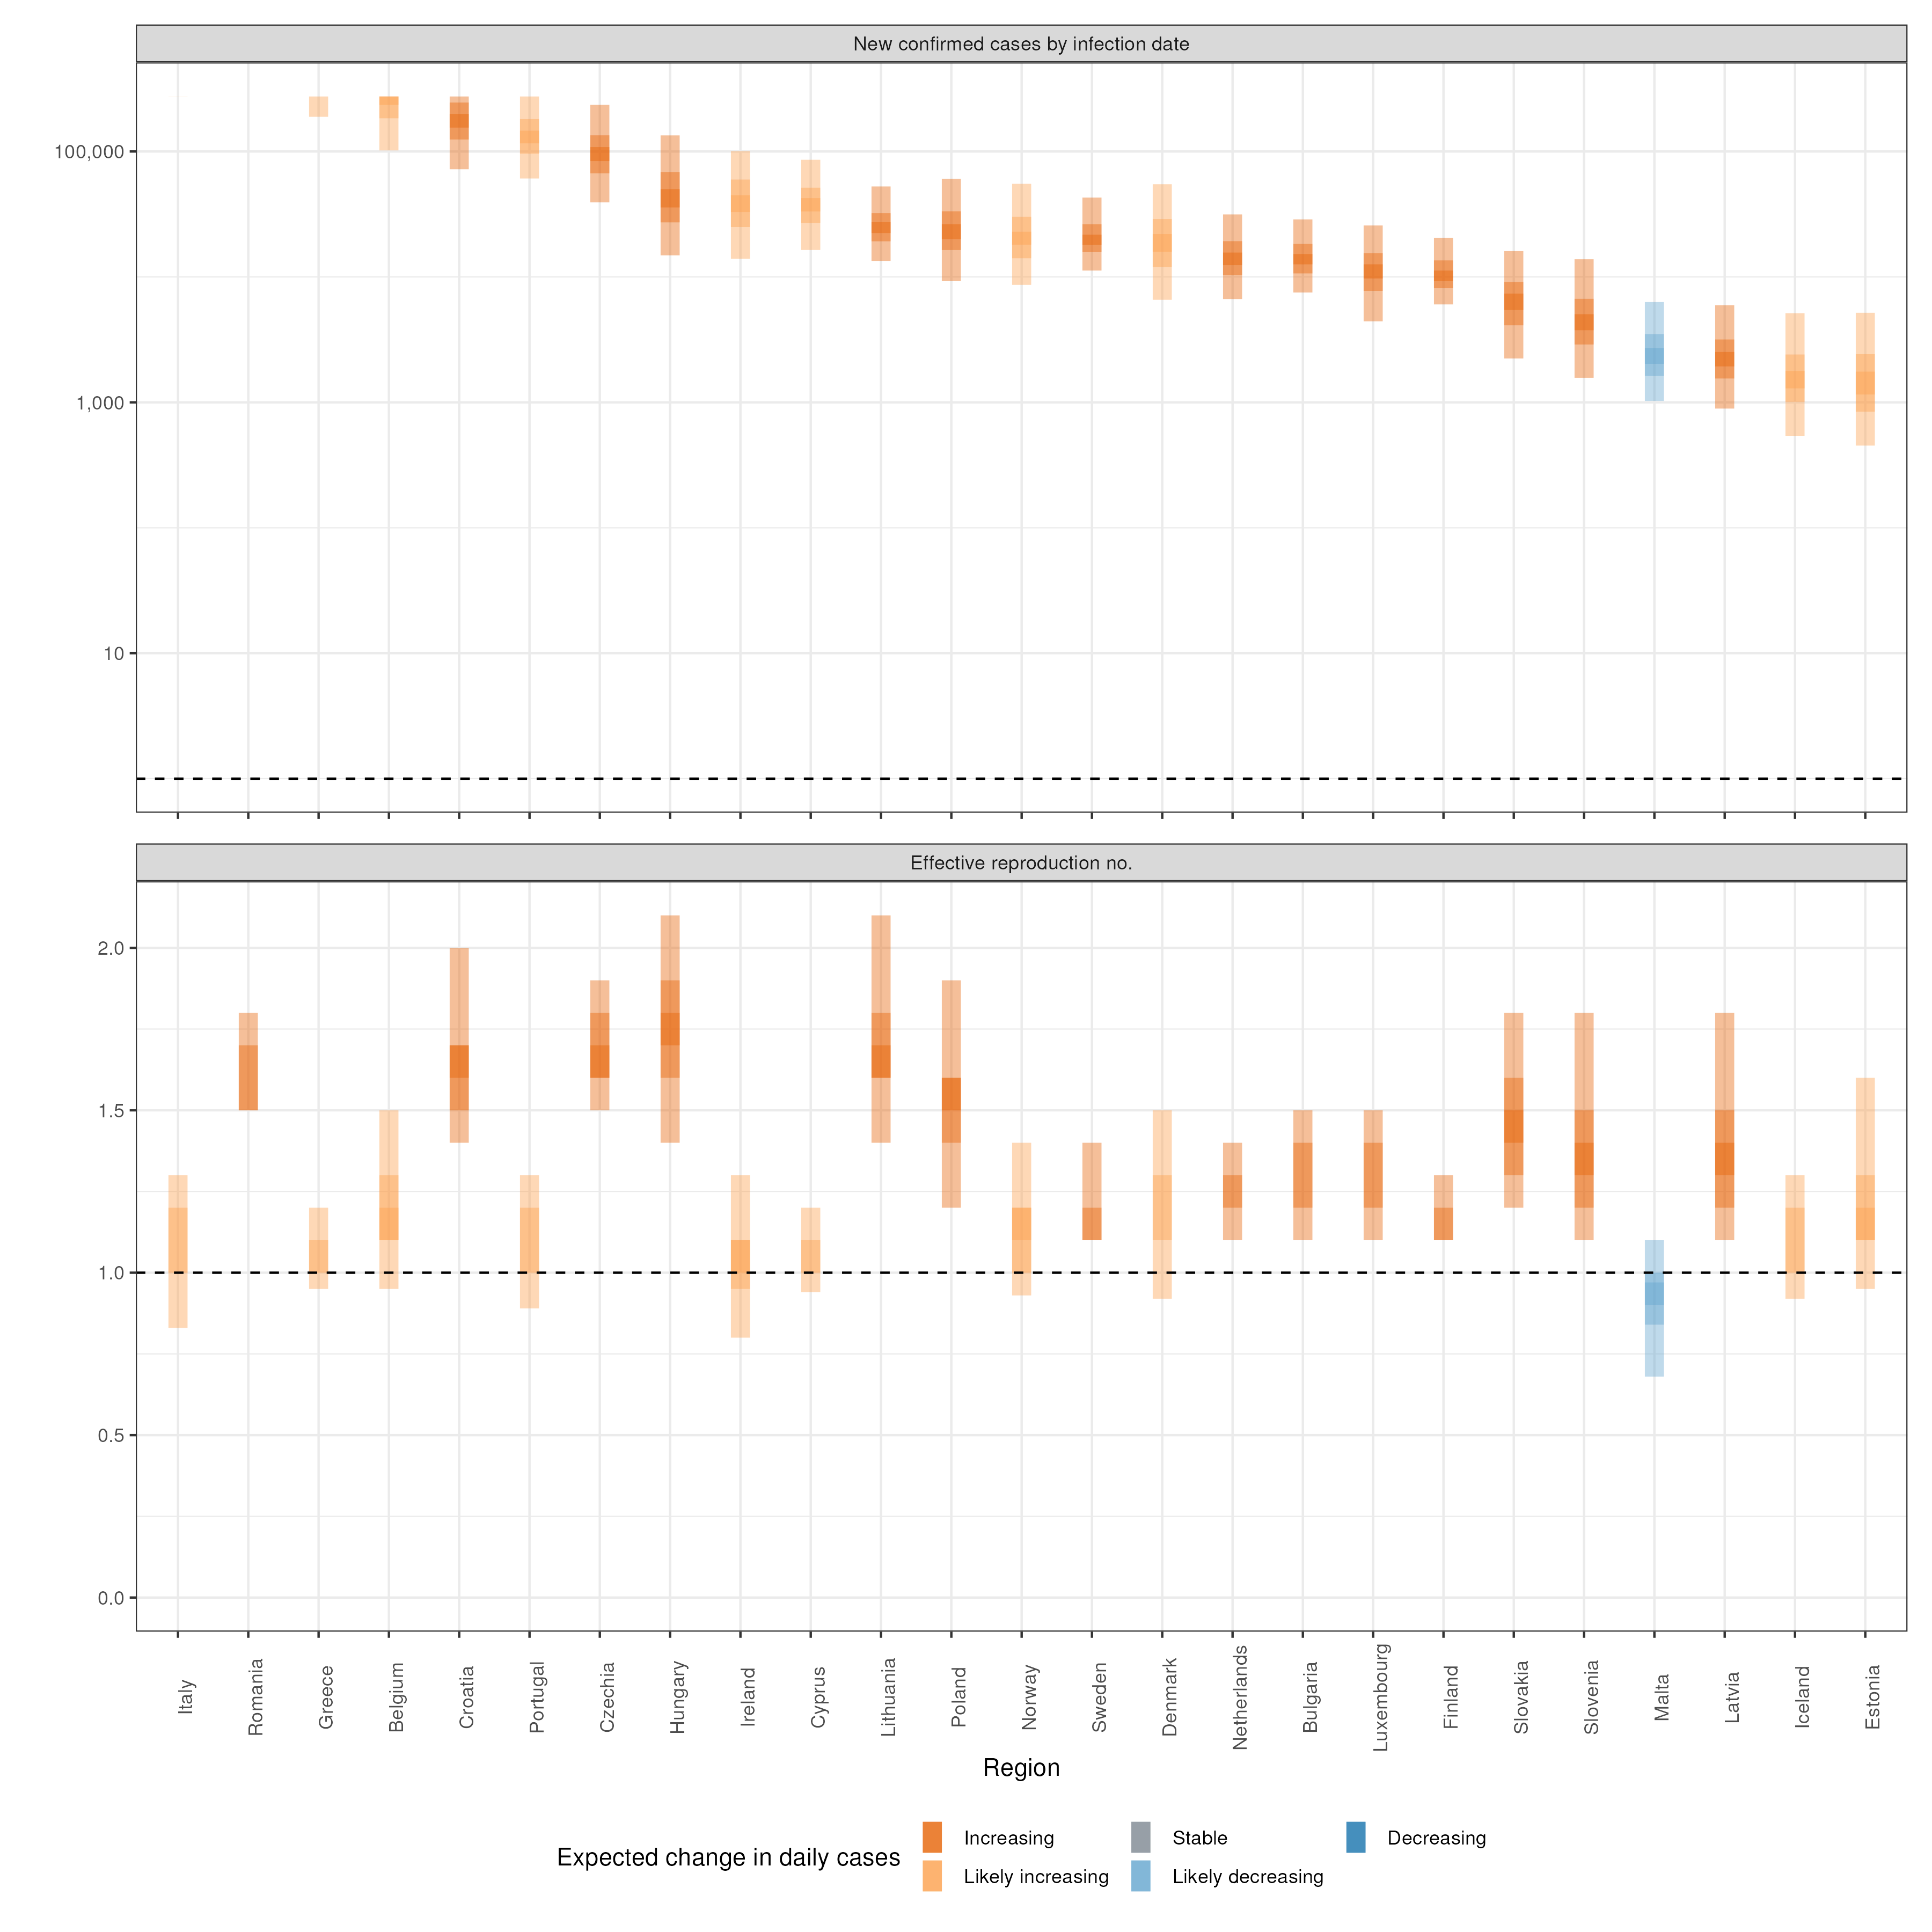 New confirmed cases by infection date
100,000
1,000
10
Effective reproduction no.
2.0
1.5
1.0
0.5
0.0
Italy
Romania
Greece
Belgium
Croatia
Portugal
Czechia
Hungary
Ireland
Cyprus
Lithuania
Poland
Norway
Sweden
Denmark
Netherlands
Bulgaria
Luxembourg
Finland
Slovakia
Slovenia
Malta
Latvia
Iceland
Estonia
Region
Expected change in daily cases
Increasing
Stable
Decreasing
Likely increasing
Likely decreasing